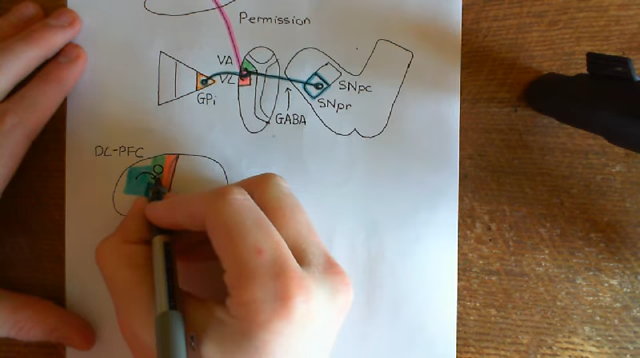 Permission
VA
VL
GPi
SNpc
SNpr
GABA
DL-PFC